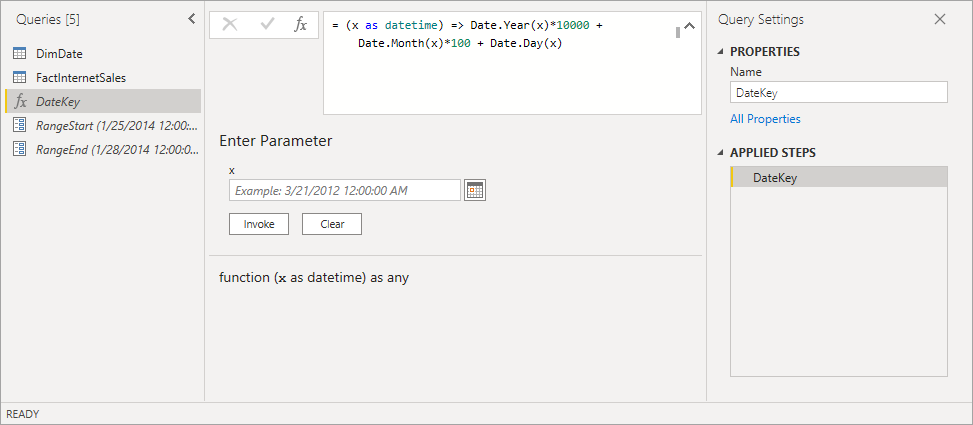 Queries [5]
DimDate
FactInternetSales
DateKey
RangeStart (1/25/2014 12:00:...
RangeEnd (1/28/2014 12:00:0...
fx
= (x as datetime) => Date.Year(x)*10000 +
Date.Month(x)*100 + Date.Day(x)
Enter Parameter
x
Example: 3/21/2012 12:00:00 AM
Invoke
Clear
function (x as datetime) as any
Query Settings
PROPERTIES
Name
DateKey
All Properties
APPLIED STEPS
DateKey
READY